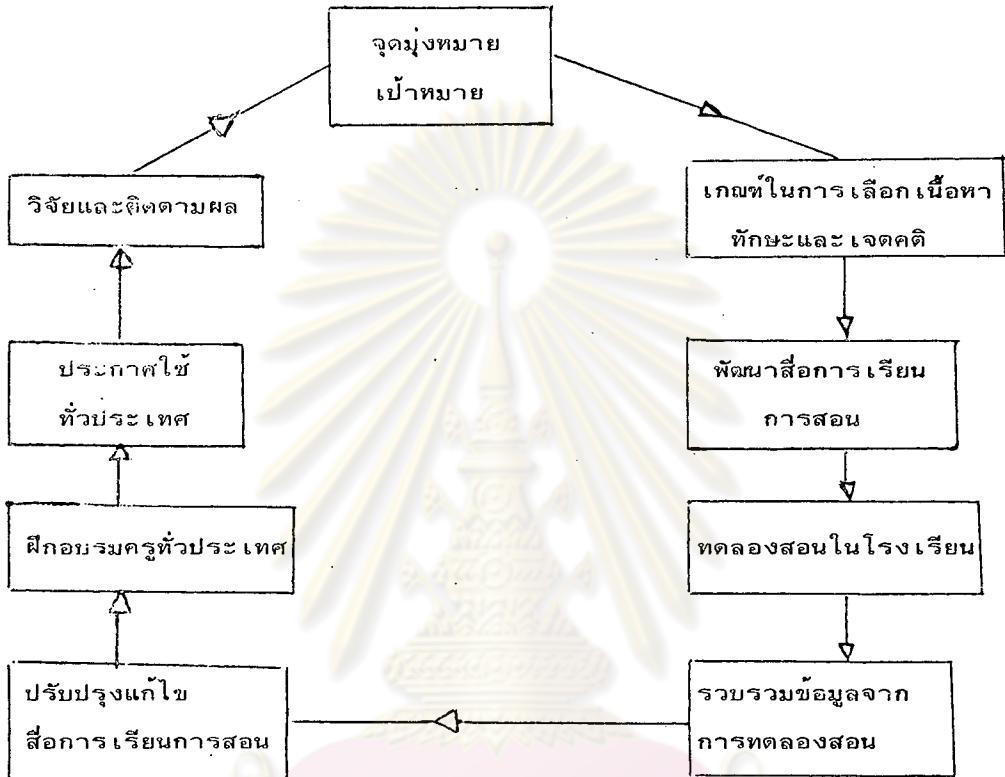 จุดมุ่งหมาย
เป้าหมาย
เกณฑ์ในการเลือกเนื้อหา
ทักษะและเจตคติ
พัฒนาสื่อการเรียน
การสอน
ทดลองสอนในโรงเรียน
รวบรวมข้อมูลจาก
การทดลองสอน
ปรับปรุงแก้ไข
สื่อการเรียนการสอน
ฝึกอบรมครูทั่วประเทศ
ประกาศใช้
ทั่วประเทศ
วิจัยและติดตามผล